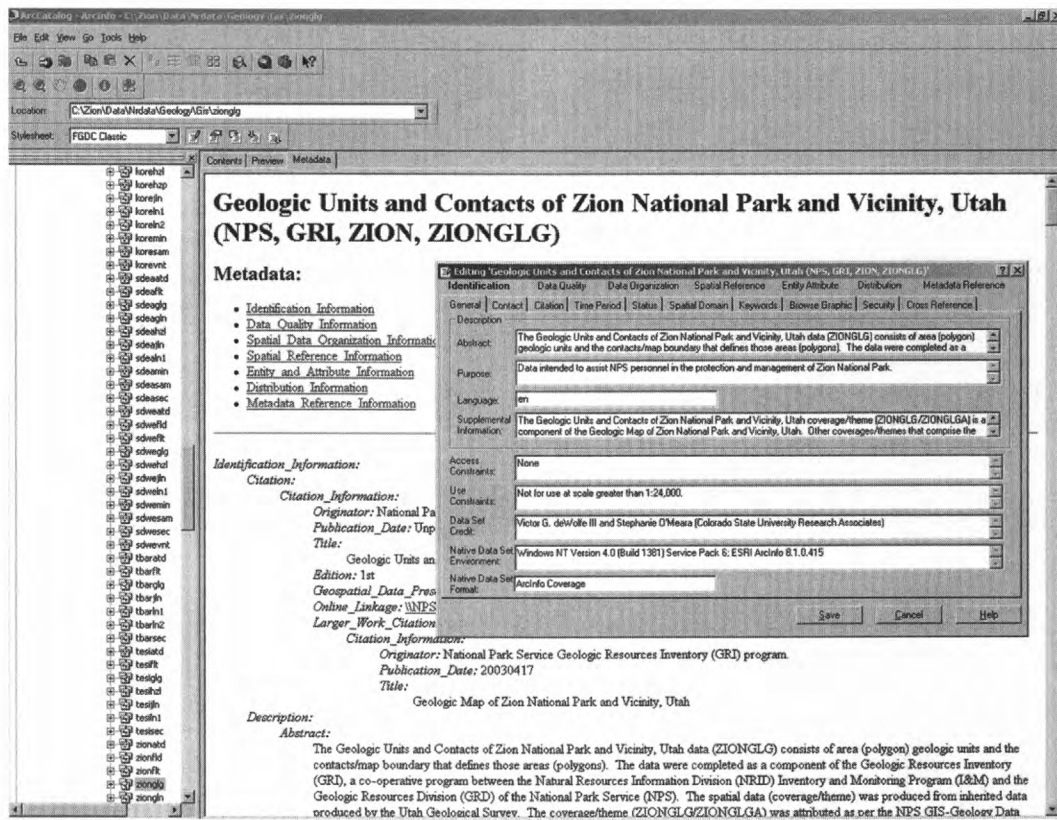 ArcCatalog - ArcInfo - C:\Zion\Data\Nrdata\Geology\Gis\zionglg
File Edit View Go Tools Help
Location: C:\Zion\Data\Nrdata\Geology\Gis\zionglg
Stylesheet: FGDC Classic
korehzl
korehzp
korejln
koreln1
koreln2
koremin
koresam
korevnt
sdeaatd
sdeaflt
sdeaglg
sdeagln
sdeahzl
sdeajln
sdealn1
sdeamin
sdeasam
sdeasec
sdweatd
sdwefld
sdweflt
sdweglg
sdwehzl
sdwejln
sdweln1
sdwemin
sdwesam
sdwesec
sdwevnt
tbaratd
tbarflt
tbarglg
tbarjln
tbarln1
tbarln2
tbarsec
tesiatd
tesiflt
tesiglg
tesihzl
tesijln
tesiln1
tesisec
zionatd
zionfld
zionflt
zionglg
ziongln
Contents Preview Metadata
Geologic Units and Contacts of Zion National Park and Vicinity, Utah
(NPS, GRI, ZION, ZIONGLG)
Metadata:
Identification Information
Data Quality Information
Spatial Data Organization Informatio
Spatial Reference Information
Entity and Attribute Information
Distribution Information
Metadata Reference Information
Identification_Information:
Citation:
Citation_Information:
Originator: National Pa
Publication_Date: Unp
Title:
Geologic Units an
Edition: 1st
Geospatial_Data_Pres
Online_Linkage: \\NPS
Larger_Work_Citation
Citation_Information:
Originator: National Park Service Geologic Resources Inventory (GRI) program.
Publication_Date: 20030417
Title:
Geologic Map of Zion National Park and Vicinity, Utah
Description:
Abstract:
The Geologic Units and Contacts of Zion National Park and Vicinity, Utah data (ZIONGLG) consists of area (polygon) geologic units and the
contacts/map boundary that defines those areas (polygons). The data were completed as a component of the Geologic Resources Inventory
(GRI), a co-operative program between the Natural Resources Information Division (NRID) Inventory and Monitoring Program (I&M) and the
Geologic Resources Division (GRD) of the National Park Service (NPS). The spatial data (coverage/theme) was produced from inherited data
produced by the Utah Geological Survey. The coverage/theme (ZIONGLG/ZIONGLGA) was attributed as per the NPS GIS-Geology Data
Editing 'Geologic Units and Contacts of Zion National Park and Vicinity, Utah (NPS, GRI, ZION, ZIONGLG)'
Identification Data Quality Data Organization Spatial Reference Entity Attribute Distribution Metadata Reference
General Contact Citation Time Period Status Spatial Domain Keywords Browse Graphic Security Cross Reference
Description
Abstract: The Geologic Units and Contacts of Zion National Park and Vicinity, Utah data (ZIONGLG) consists of area (polygon)
geologic units and the contacts/map boundary that defines those areas (polygons). The data were completed as a
Purpose: Data intended to assist NPS personnel in the protection and management of Zion National Park.
Language: en
Supplemental Information: The Geologic Units and Contacts of Zion National Park and Vicinity, Utah coverage/theme (ZIONGLG/ZIONGLGA) is a
component of the Geologic Map of Zion National Park and Vicinity, Utah. Other coverages/themes that comprise the
Access Constraints: None
Use Constraints: Not for use at scale greater than 1:24,000.
Data Set Credit: Victor G. deWolfe III and Stephanie O'Meara (Colorado State University Research Associates)
Native Data Set Environment: Windows NT Version 4.0 (Build 1381) Service Pack 6; ESRI ArcInfo 8.1.0.415
Native Data Set Format: ArcInfo Coverage
Save Cancel Help